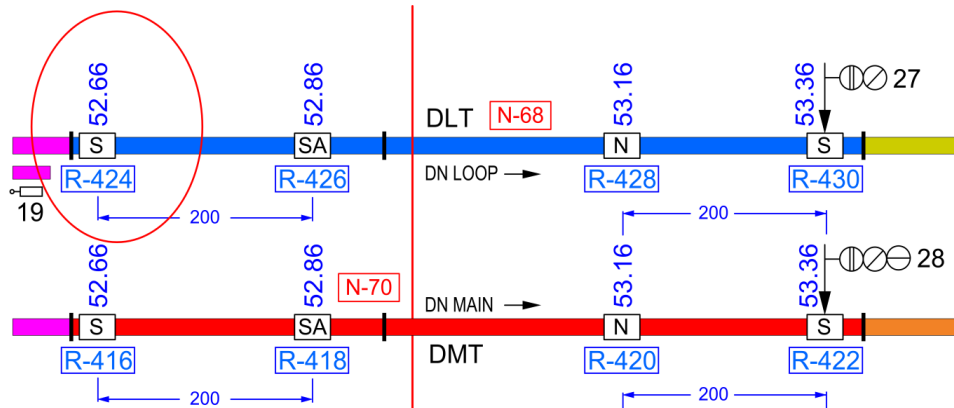 52.66
52.86
53.16
53.36
27
DLT
N-68
S
SA
N
S
R-424
R-426
DN LOOP
R-428
R-430
19
200
200
52.66
52.86
53.16
53.36
28
N-70
DN MAIN
S
SA
N
S
DMT
R-416
R-418
R-420
R-422
200
200